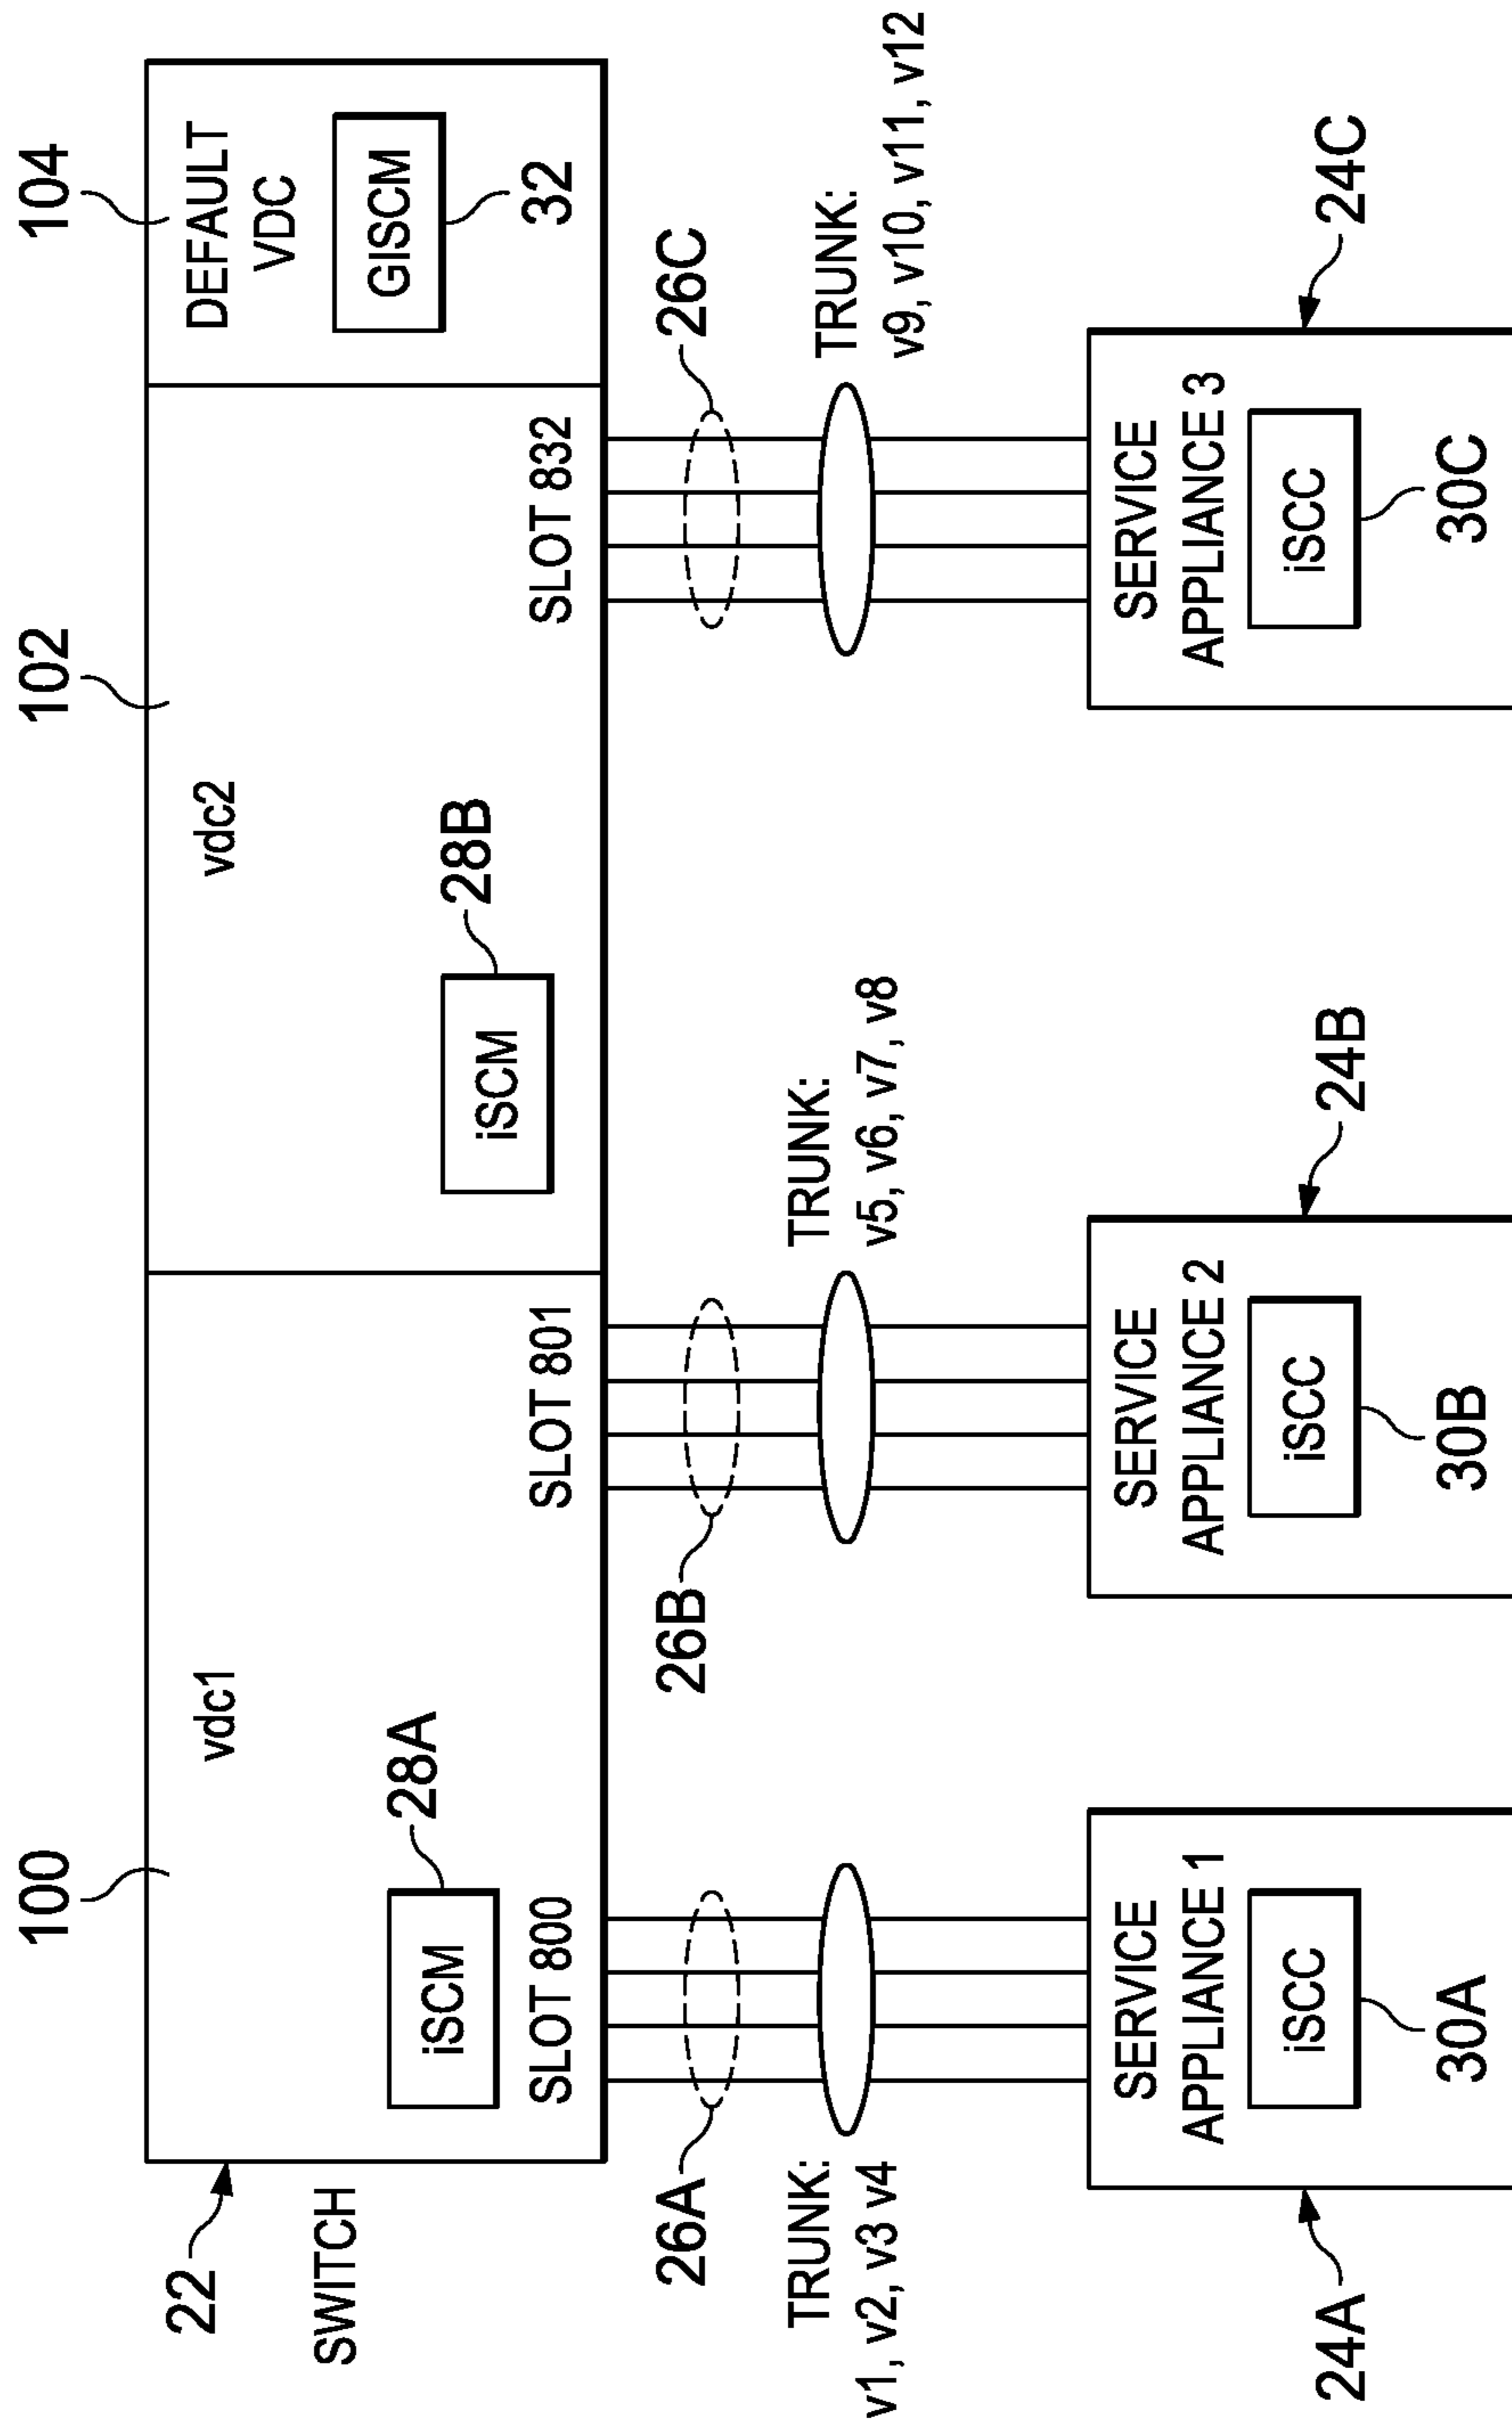 100
102
104
22
SWITCH
vdc1
vdc2
DEFAULT
VDC
iSCM
28A
iSCM
28B
GISCM
32
SLOT 800
SLOT 801
SLOT 832
26A
26B
26C
TRUNK:
v1, v2, v3 v4
TRUNK:
v5, v6, v7, v8
TRUNK:
v9, v10, v11, v12
24A
SERVICE
APPLIANCE 1
iSCC
30A
24B
SERVICE
APPLIANCE 2
iSCC
30B
24C
SERVICE
APPLIANCE 3
iSCC
30C